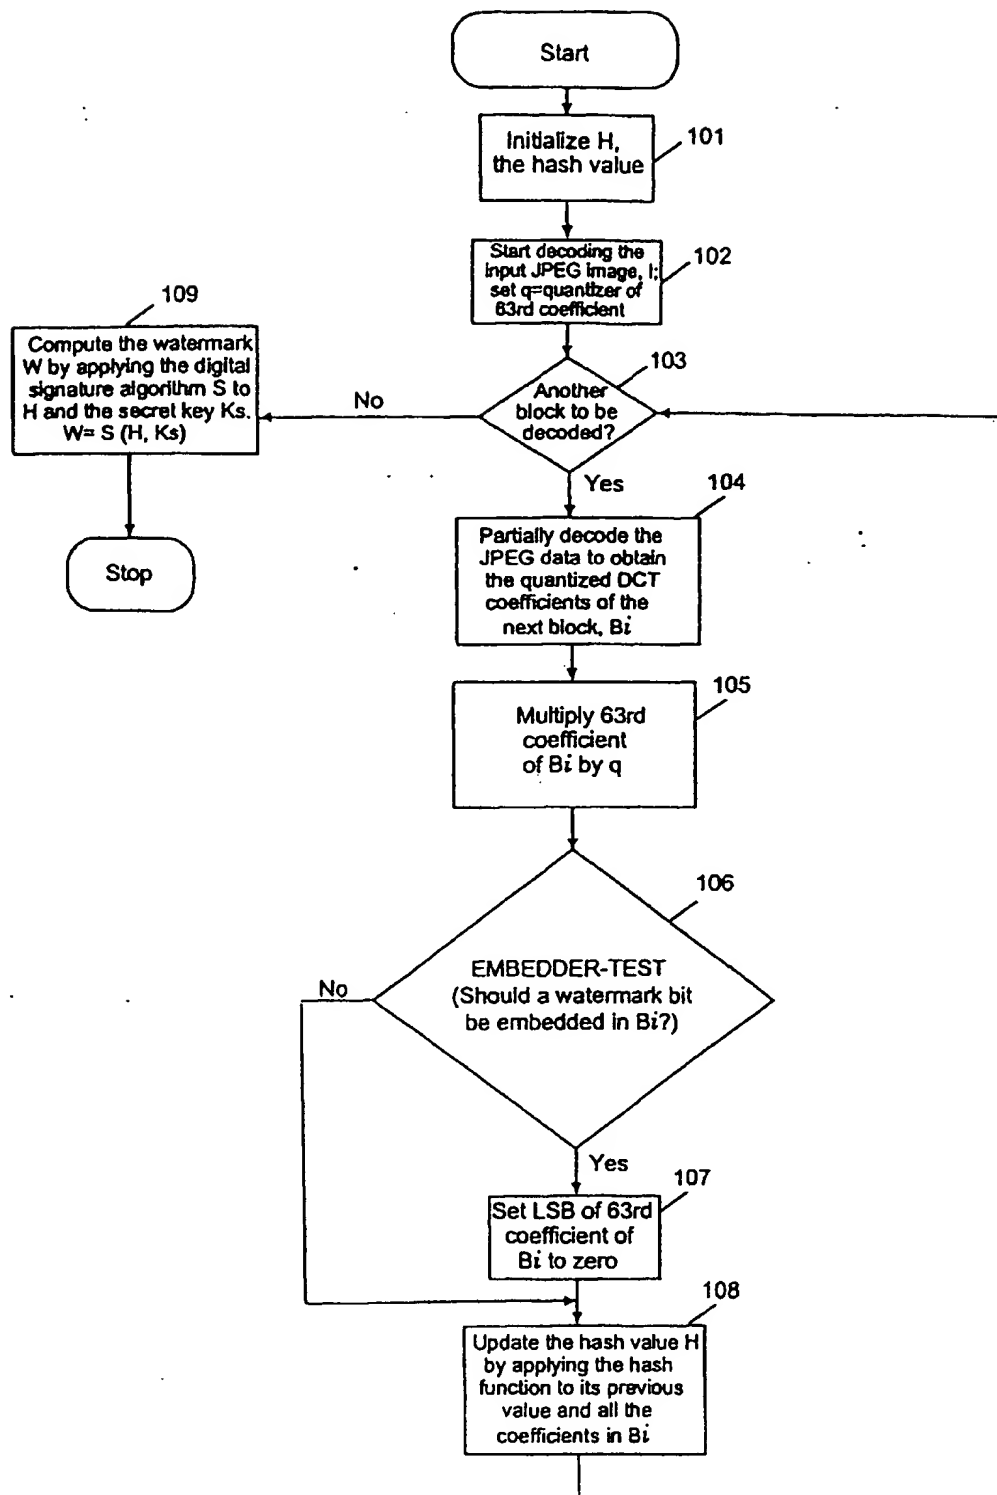 Start
Initialize H,
the hash value
101
Start decoding the
input JPEG image, I;
set q=quantizer of
63rd coefficient
102
109
Compute the watermark
W by applying the digital
signature algorithm S to
H and the secret key Ks.
W= S (H, Ks)
No
Another
block to be
decoded?
103
Yes
Stop
104
Partially decode the
JPEG data to obtain
the quantized DCT
coefficients of the
next block, Bi
105
Multiply 63rd
coefficient
of Bi by q
106
EMBEDDER-TEST
(Should a watermark bit
be embedded in Bi?)
No
Yes
107
Set LSB of 63rd
coefficient of
Bi to zero
108
Update the hash value H
by applying the hash
function to its previous
value and all the
coefficients in Bi